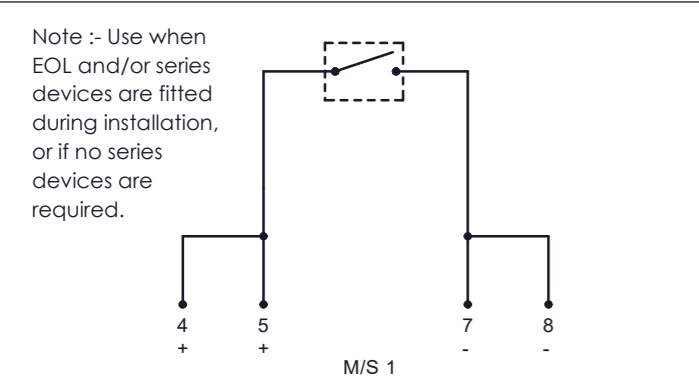 Note :- Use when
EOL and/or series
devices are fitted
during installation,
or if no series
devices are
required.
4 5 7 8
+ + - -
M/S 1